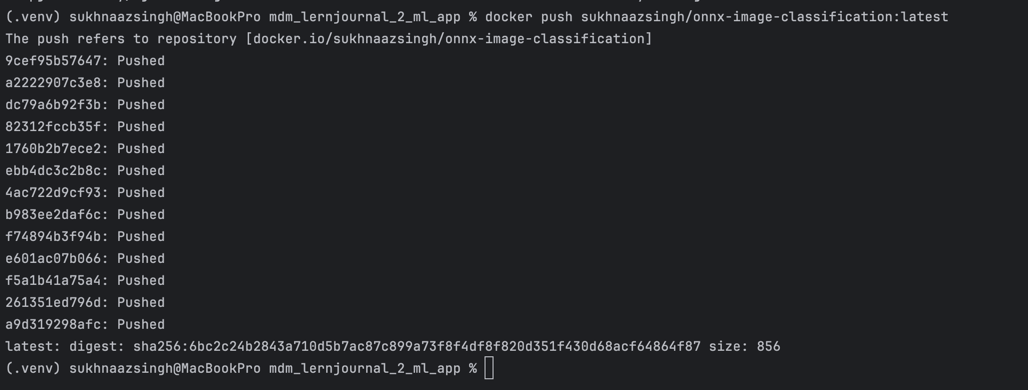 (.venv) sukhnaazsingh@MacBookPro mdm_lernjournal_2_ml_app % docker push sukhnaazsingh/onnx-image-classification:latest
The push refers to repository [docker.io/sukhnaazsingh/onnx-image-classification]
9cef95b57647: Pushed
a2222907c3e8: Pushed
dc79a6b92f3b: Pushed
82312fccb35f: Pushed
1760b2b7ece2: Pushed
ebb4dc3c2b8c: Pushed
4ac722d9cf93: Pushed
b983ee2daf6c: Pushed
f74894b3f94b: Pushed
e601ac07b066: Pushed
f5a1b41a75a4: Pushed
261351ed796d: Pushed
a9d319298afc: Pushed
latest: digest: sha256:6bc2c24b2843a710d5b7ac87c899a73f8f4df8f820d351f430d68acf64864f87 size: 856
(.venv) sukhnaazsingh@MacBookPro mdm_lernjournal_2_ml_app %